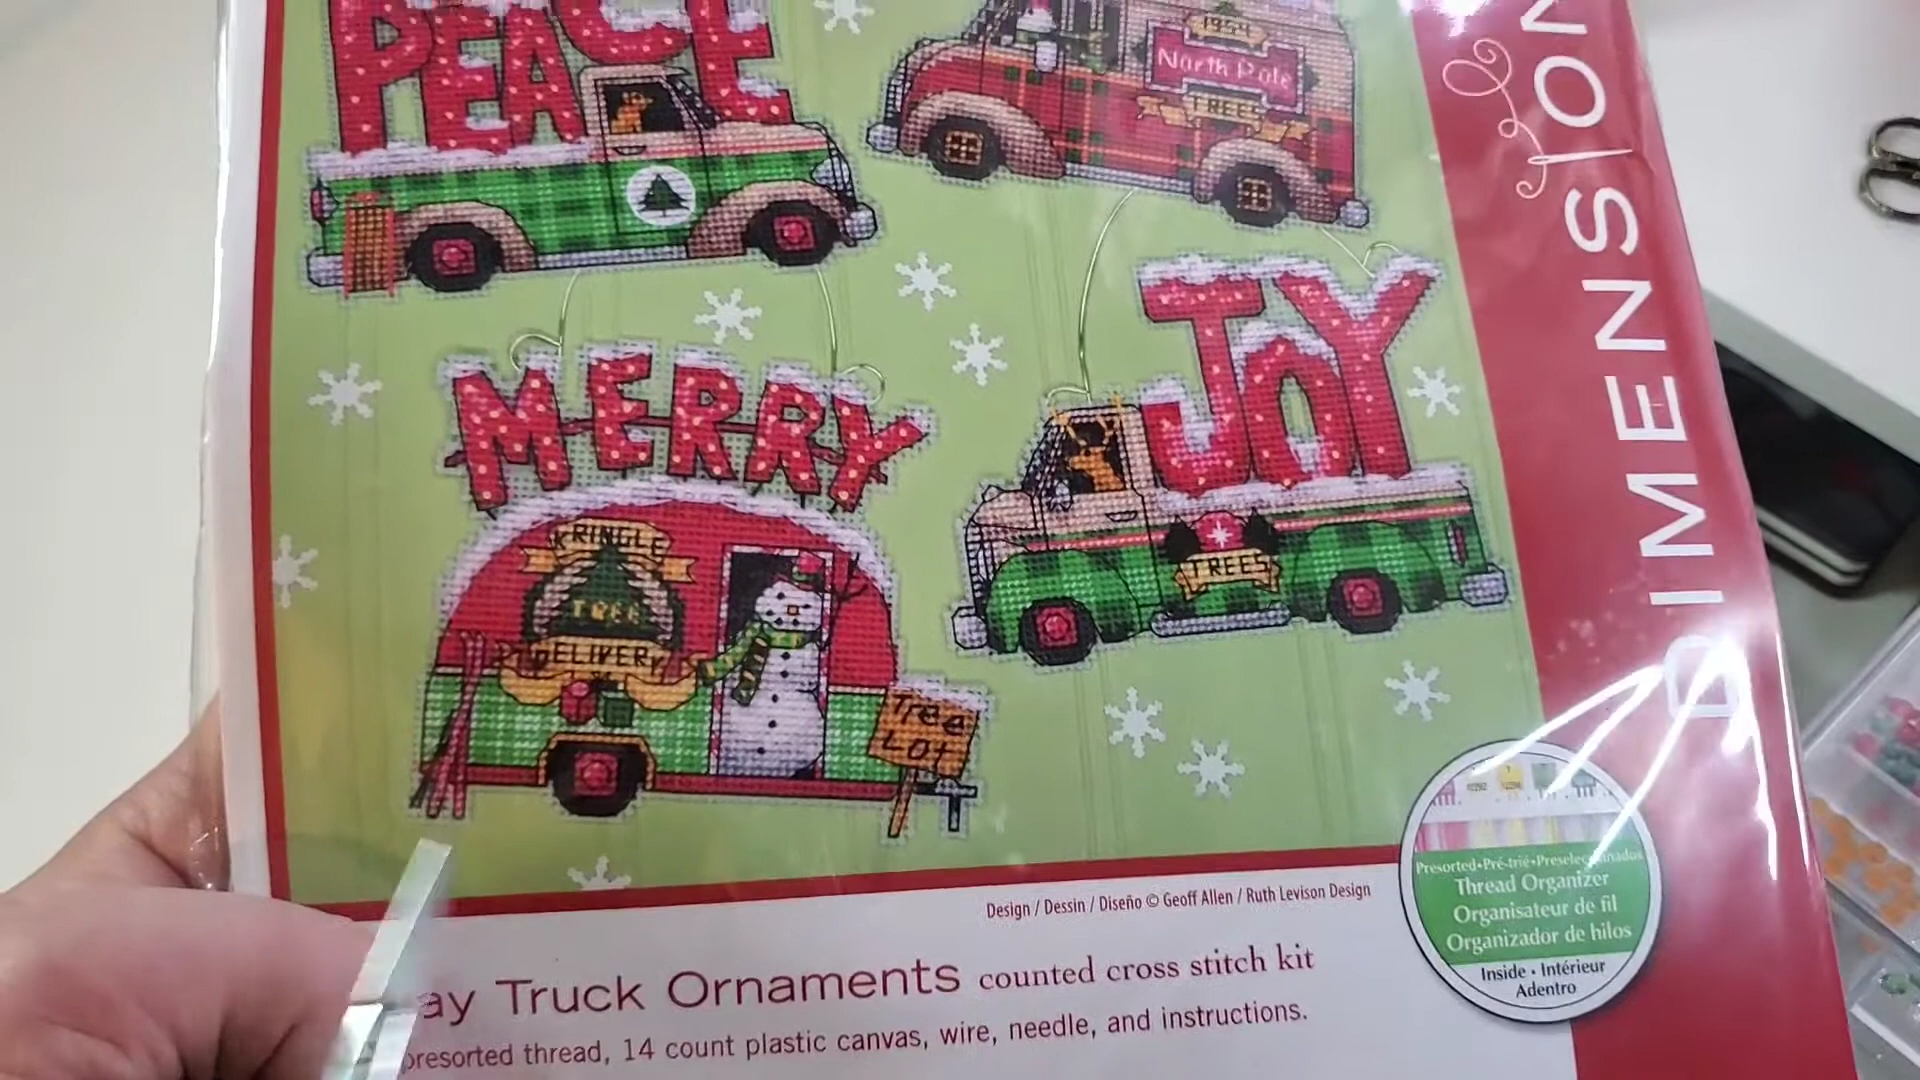 PEACE
1954
North Pole
TREES
DIMENSION
MERRY
JOY
KRINGLE
TREE
DELIVERY
TREES
Tree
Lot
Design / Dessin / Diseño © Geoff Allen / Ruth Levison Design
Presorted•Pré-trié•Preseleccionados
Thread Organizer
Organisateur de fil
Organizador de hilos
Inside • Intérieur
Adentro
ay Truck Ornaments counted cross stitch kit
presorted thread, 14 count plastic canvas, wire, needle, and instructions.